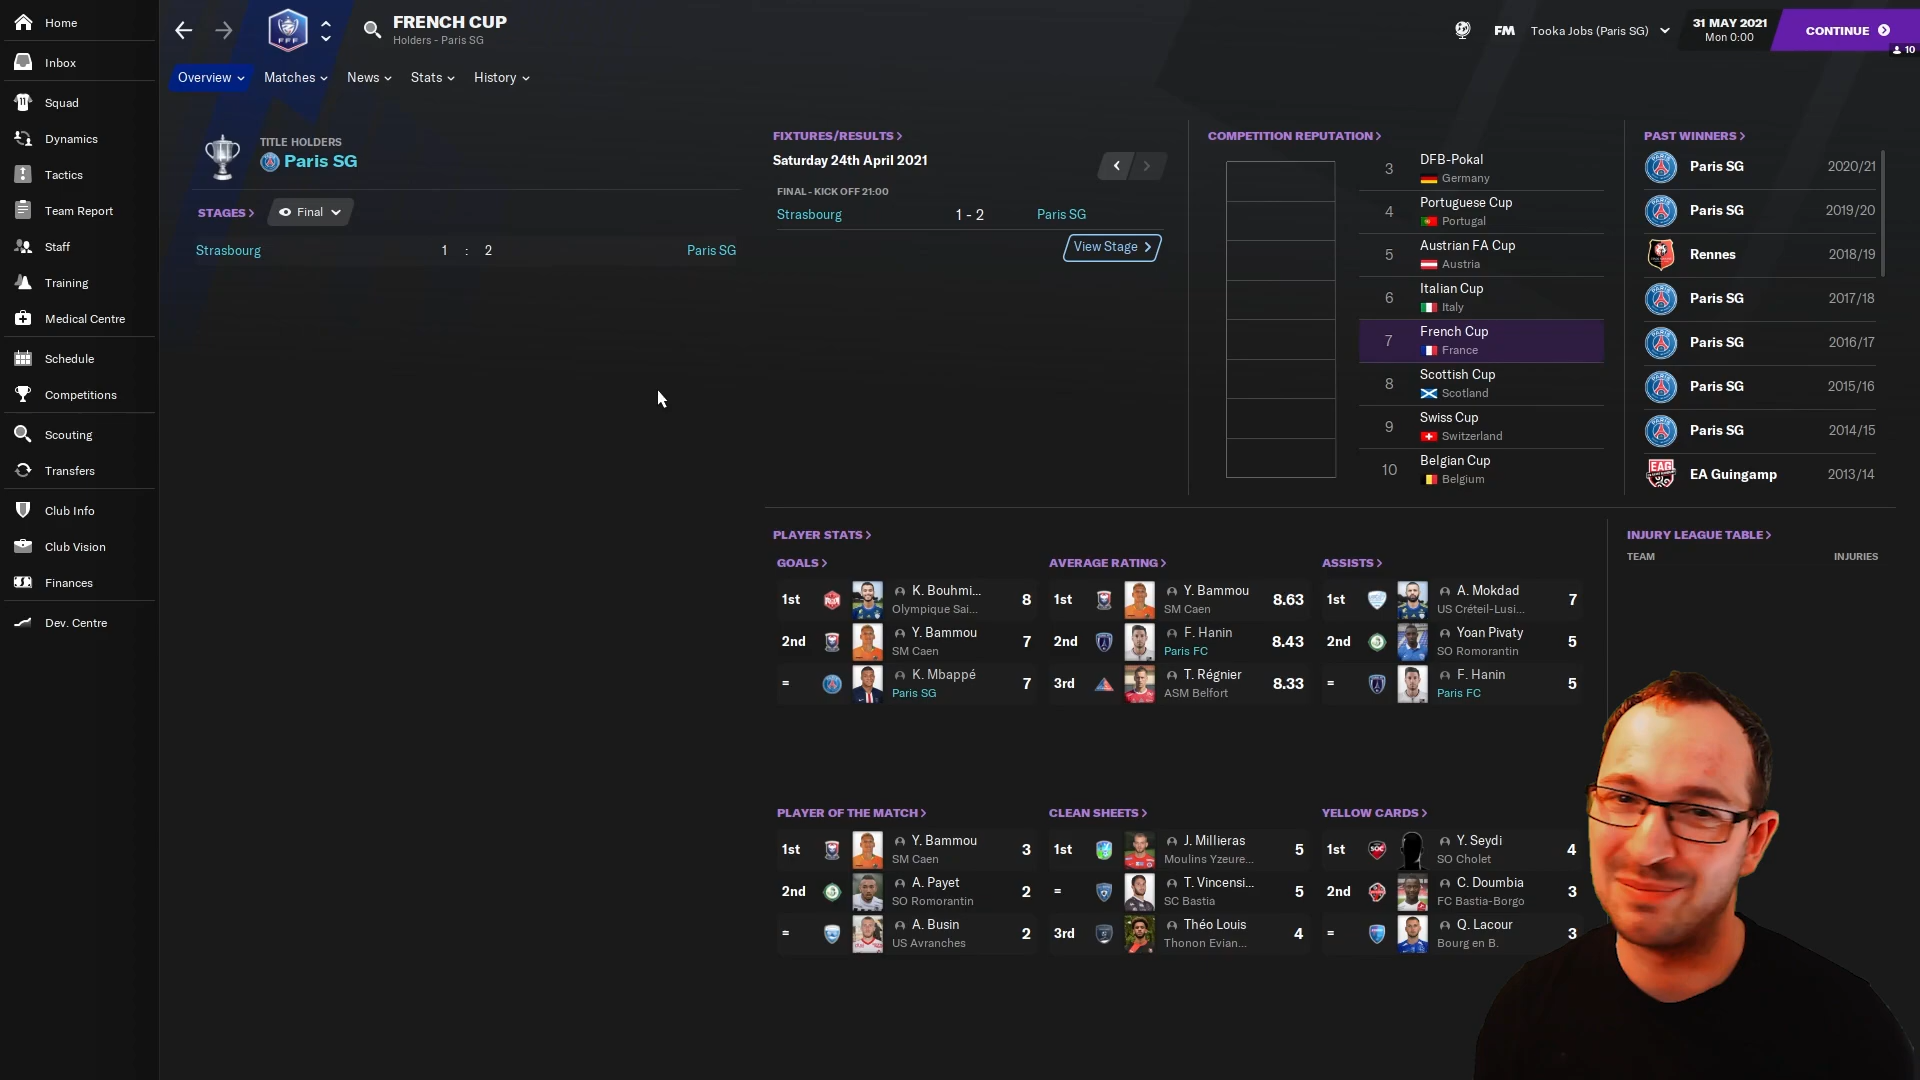 Home
Inbox
Squad
Dynamics
Tactics
Team Report
Staff
Training
Medical Centre
Schedule
Competitions
Scouting
Transfers
Club Info
Club Vision
Finances
Dev. Centre
FRENCH CUP
Holders - Paris SG
FM
Tooka Jobs (Paris SG)
31 MAY 2021
Mon 0:00
CONTINUE
10
Overview
Matches
News
Stats
History
TITLE HOLDERS
Paris SG
STAGES
Final
Strasbourg 1 : 2 Paris SG
FIXTURES/RESULTS
Saturday 24th April 2021
FINAL - KICK OFF 21:00
Strasbourg 1 - 2 Paris SG
View Stage
COMPETITION REPUTATION
3 DFB-Pokal
Germany
4 Portuguese Cup
Portugal
5 Austrian FA Cup
Austria
6 Italian Cup
Italy
7 French Cup
France
8 Scottish Cup
Scotland
9 Swiss Cup
Switzerland
10 Belgian Cup
Belgium
PAST WINNERS
Paris SG 2020/21
Paris SG 2019/20
Rennes 2018/19
Paris SG 2017/18
Paris SG 2016/17
Paris SG 2015/16
Paris SG 2014/15
EA Guingamp 2013/14
PLAYER STATS
GOALS
1st K. Bouhmi... 8
Olympique Sai...
2nd Y. Bammou 7
SM Caen
= K. Mbappé 7
Paris SG
AVERAGE RATING
1st Y. Bammou 8.63
SM Caen
2nd F. Hanin 8.43
Paris FC
3rd T. Régnier 8.33
ASM Belfort
ASSISTS
1st A. Mokdad 7
US Créteil-Lusi...
2nd Yoan Pivaty 5
SO Romorantin
= F. Hanin 5
Paris FC
INJURY LEAGUE TABLE
TEAM INJURIES
PLAYER OF THE MATCH
1st Y. Bammou 3
SM Caen
2nd A. Payet 2
SO Romorantin
= A. Busin 2
US Avranches
CLEAN SHEETS
1st J. Millieras 5
Moulins Yzeure...
= T. Vincensi... 5
SC Bastia
3rd Théo Louis 4
Thonon Evian...
YELLOW CARDS
1st Y. Seydi 4
SO Cholet
2nd C. Doumbia 3
FC Bastia-Borgo
= Q. Lacour 3
Bourg en B.